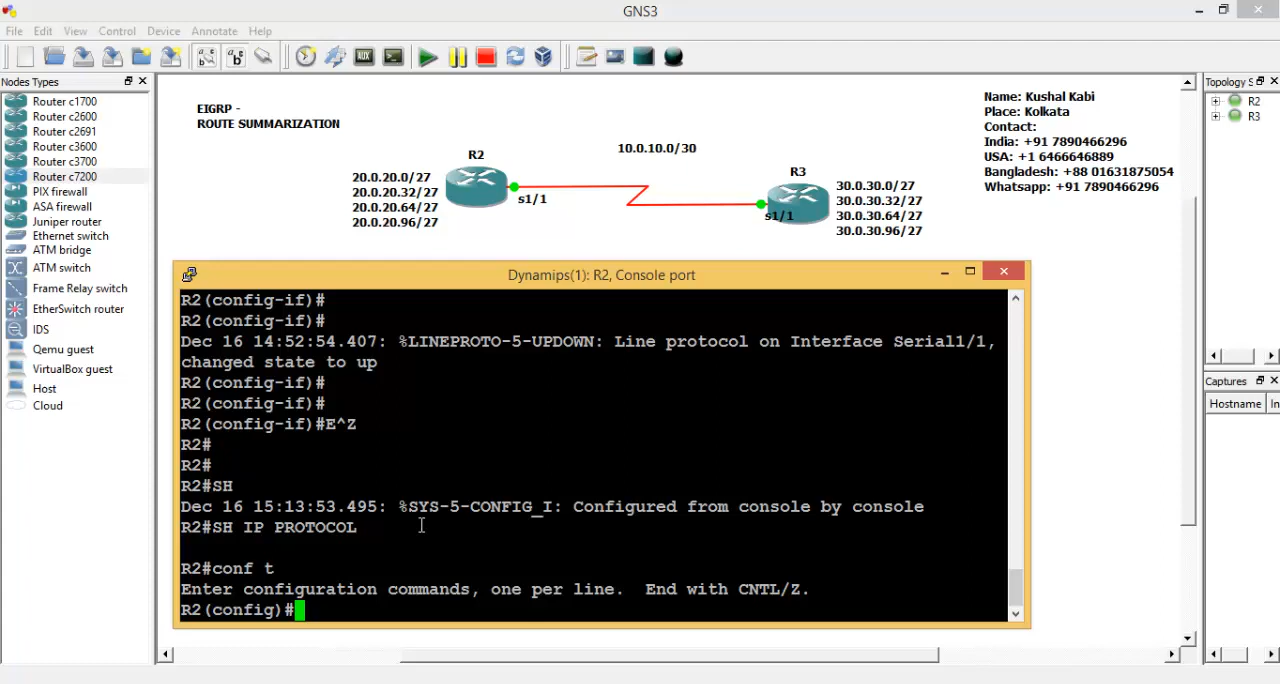 GNS3
File Edit View Control Device Annotate Help
Nodes Types
Router c1700
Router c2600
Router c2691
Router c3600
Router c3700
Router c7200
PIX firewall
ASA firewall
Juniper router
Ethernet switch
ATM bridge
ATM switch
Frame Relay switch
EtherSwitch router
IDS
Qemu guest
VirtualBox guest
Host
Cloud
EIGRP -
ROUTE SUMMARIZATION
R2
20.0.20.0/27
20.0.20.32/27
20.0.20.64/27
20.0.20.96/27
s1/1
10.0.10.0/30
R3
s1/1
30.0.30.0/27
30.0.30.32/27
30.0.30.64/27
30.0.30.96/27
Name: Kushal Kabi
Place: Kolkata
Contact:
India: +91 7890466296
USA: +1 6466646889
Bangladesh: +88 01631875054
Whatsapp: +91 7890466296
Topology S
R2
R3
Captures
Hostname In
Dynamips(1): R2, Console port
R2(config-if)#
R2(config-if)#
Dec 16 14:52:54.407: %LINEPROTO-5-UPDOWN: Line protocol on Interface Serial1/1,
changed state to up
R2(config-if)#
R2(config-if)#
R2(config-if)#E^Z
R2#
R2#
R2#SH
Dec 16 15:13:53.495: %SYS-5-CONFIG_I: Configured from console by console
R2#SH IP PROTOCOL
R2#conf t
Enter configuration commands, one per line.  End with CNTL/Z.
R2(config)#